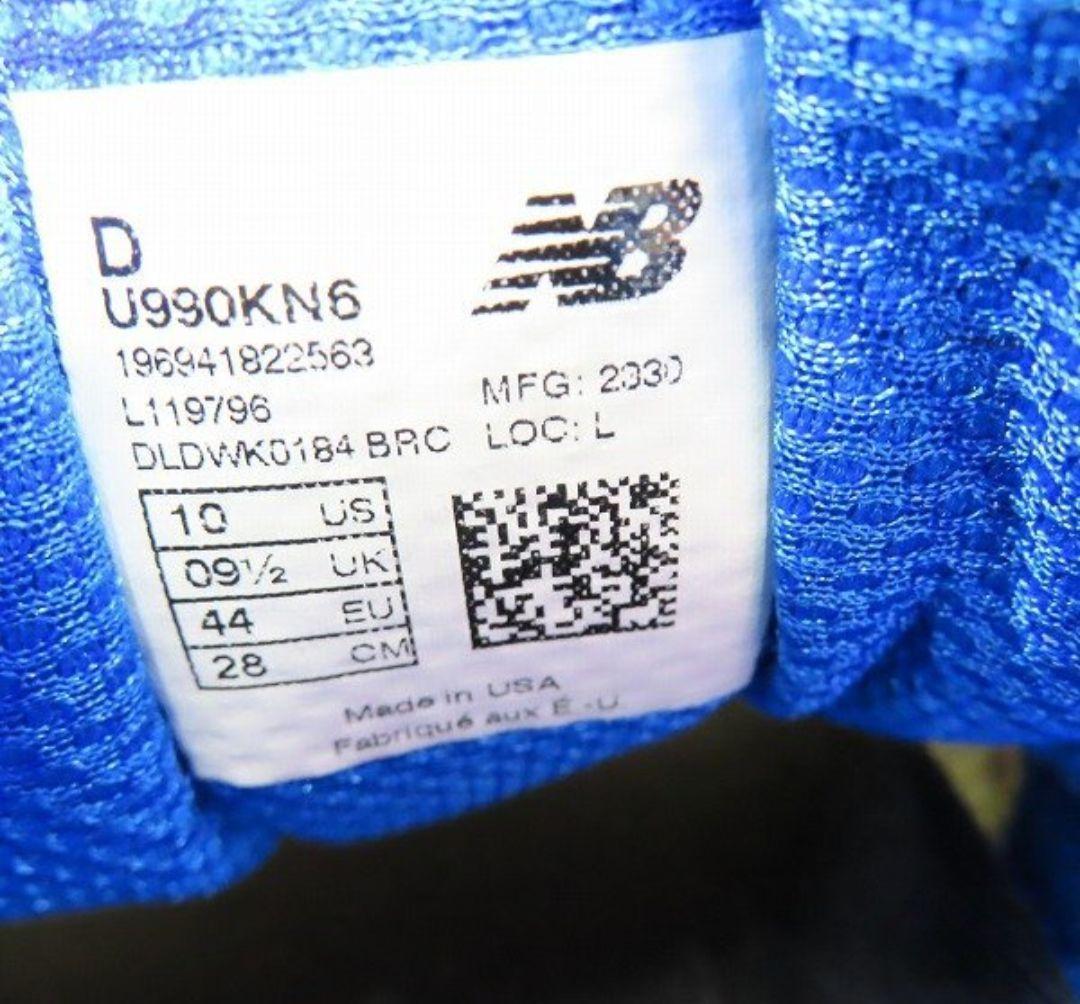 D
NB
U990KN6
196941822563
L119796
MFG: 2330
DLDWK0184 BRC
LOC: L
10 US
09½ UK
44 EU
28 CM
Made in USA
Fabriqué aux É.-U.